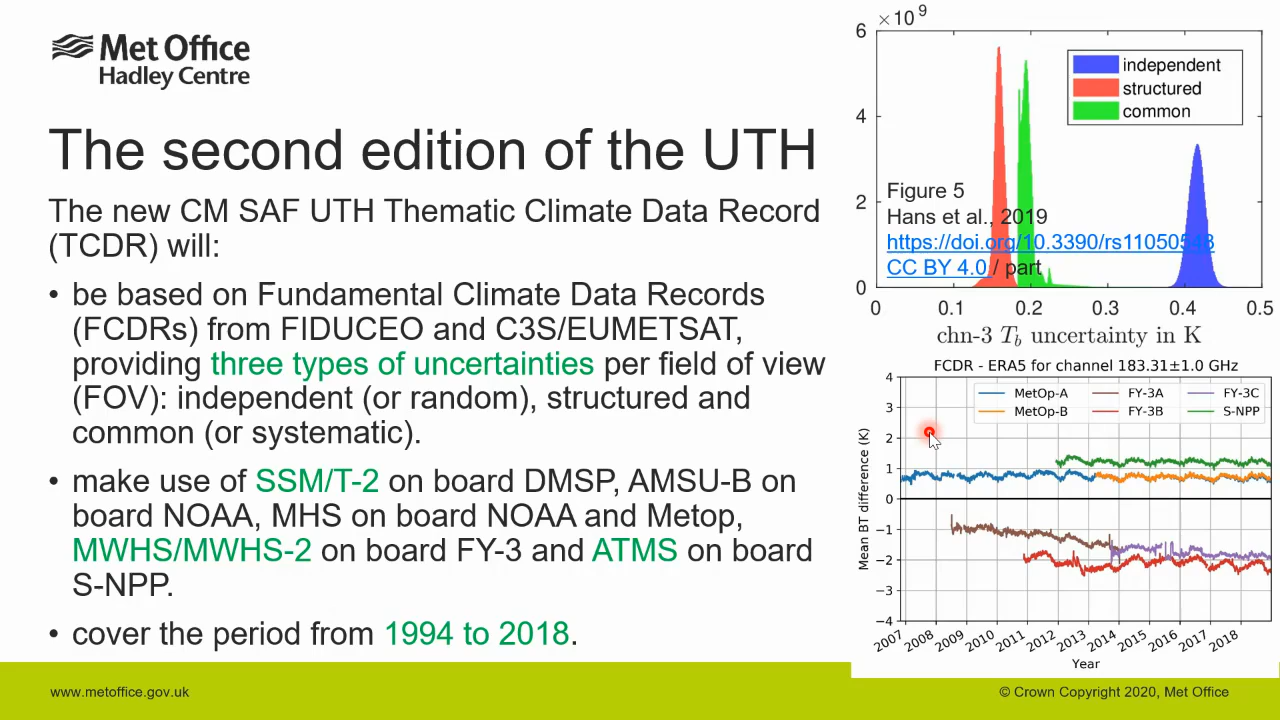 Met Office
Hadley Centre
The second edition of the UTH
The new CM SAF UTH Thematic Climate Data Record
(TCDR) will:
• be based on Fundamental Climate Data Records
(FCDRs) from FIDUCEO and C3S/EUMETSAT,
providing three types of uncertainties per field of view
(FOV): independent (or random), structured and
common (or systematic).
• make use of SSM/T-2 on board DMSP, AMSU-B on
board NOAA, MHS on board NOAA and Metop,
MWHS/MWHS-2 on board FY-3 and ATMS on board
S-NPP.
• cover the period from 1994 to 2018.
×10 9
6
4
2
0
0 0.1 0.2 0.3 0.4 0.5
independent
structured
common
Figure 5
Hans et al., 2019
https://doi.org/10.3390/rs11050548
CC BY 4.0 / part
chn-3 Tb uncertainty in K
FCDR - ERA5 for channel 183.31±1.0 GHz
MetOp-A FY-3A FY-3C
MetOp-B FY-3B S-NPP
Mean BT difference (K)
4
3
2
1
0
−1
−2
−3
−4
2007 2008 2009 2010 2011 2012 2013 2014 2015 2016 2017 2018
Year
www.metoffice.gov.uk
© Crown Copyright 2020, Met Office